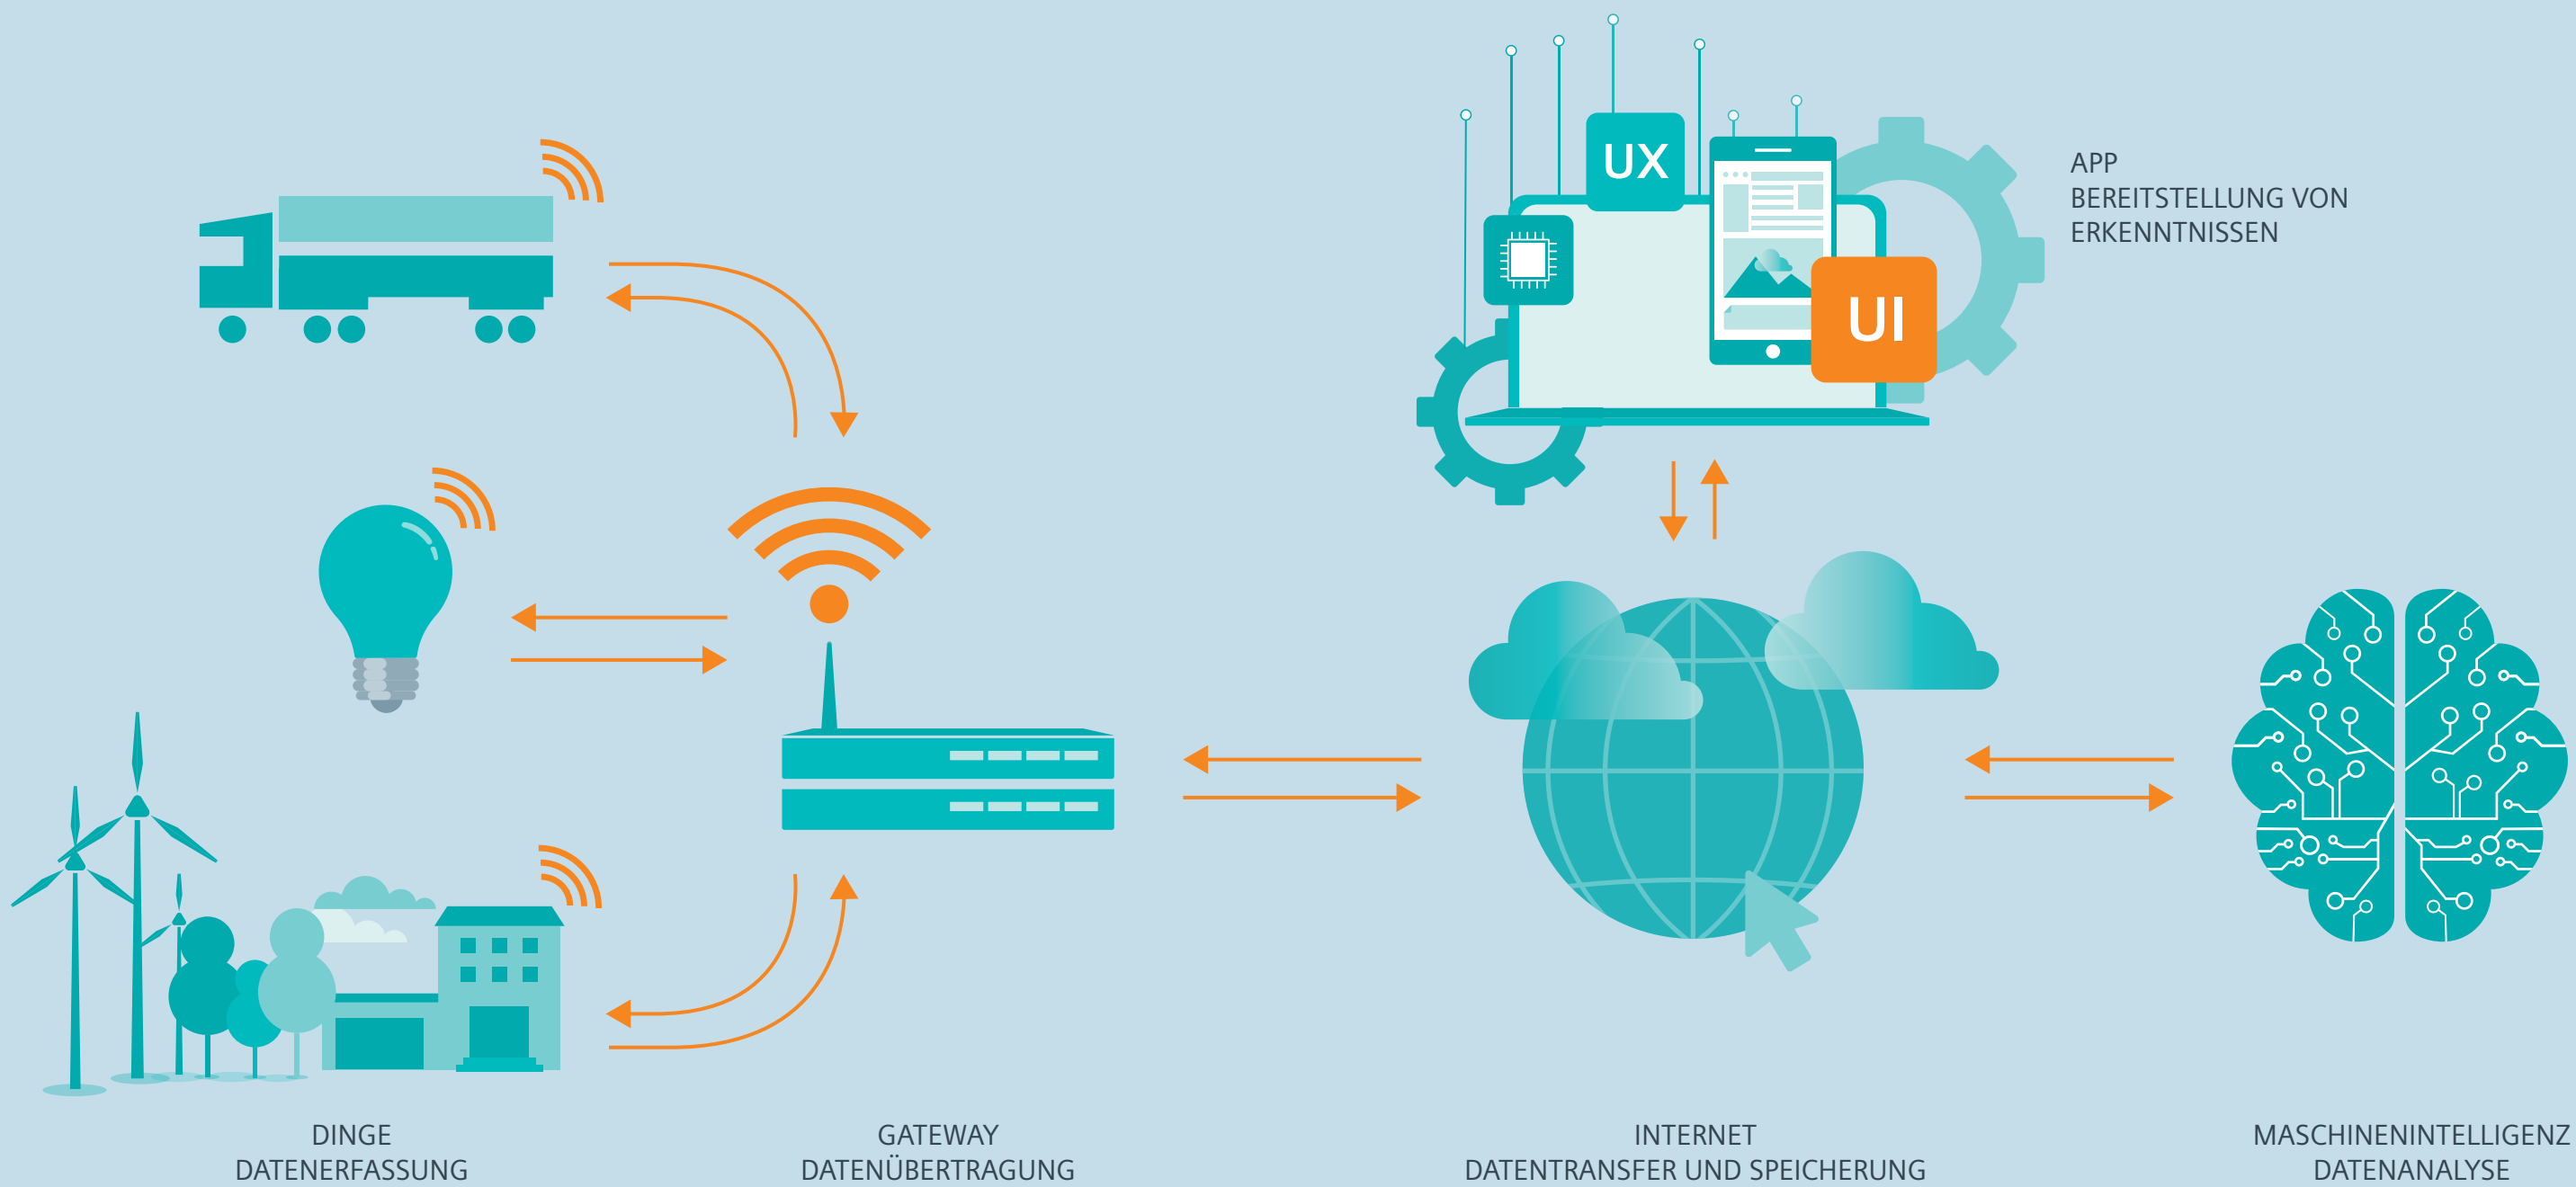 UX
UI
APP
BEREITSTELLUNG VON
ERKENNTNISSEN
DINGE
DATENERFASSUNG
GATEWAY
DATENÜBERTRAGUNG
INTERNET
DATENTRANSFER UND SPEICHERUNG
MASCHINENINTELLIGENZ
DATENANALYSE